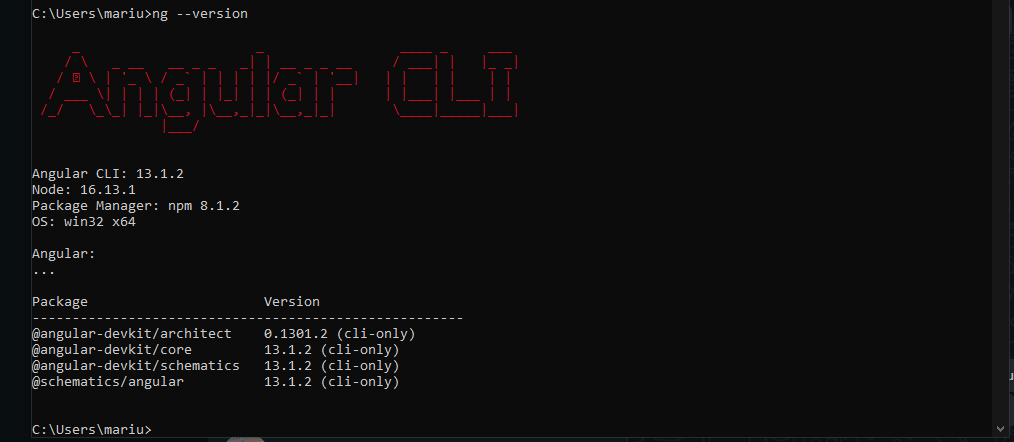 C:\Users\mariu>ng --version
Angular CLI
Angular CLI: 13.1.2
Node: 16.13.1
Package Manager: npm 8.1.2
OS: win32 x64
Angular:
...
Package Version
------------------------------------------------------
@angular-devkit/architect 0.1301.2 (cli-only)
@angular-devkit/core 13.1.2 (cli-only)
@angular-devkit/schematics 13.1.2 (cli-only)
@schematics/angular 13.1.2 (cli-only)
C:\Users\mariu>